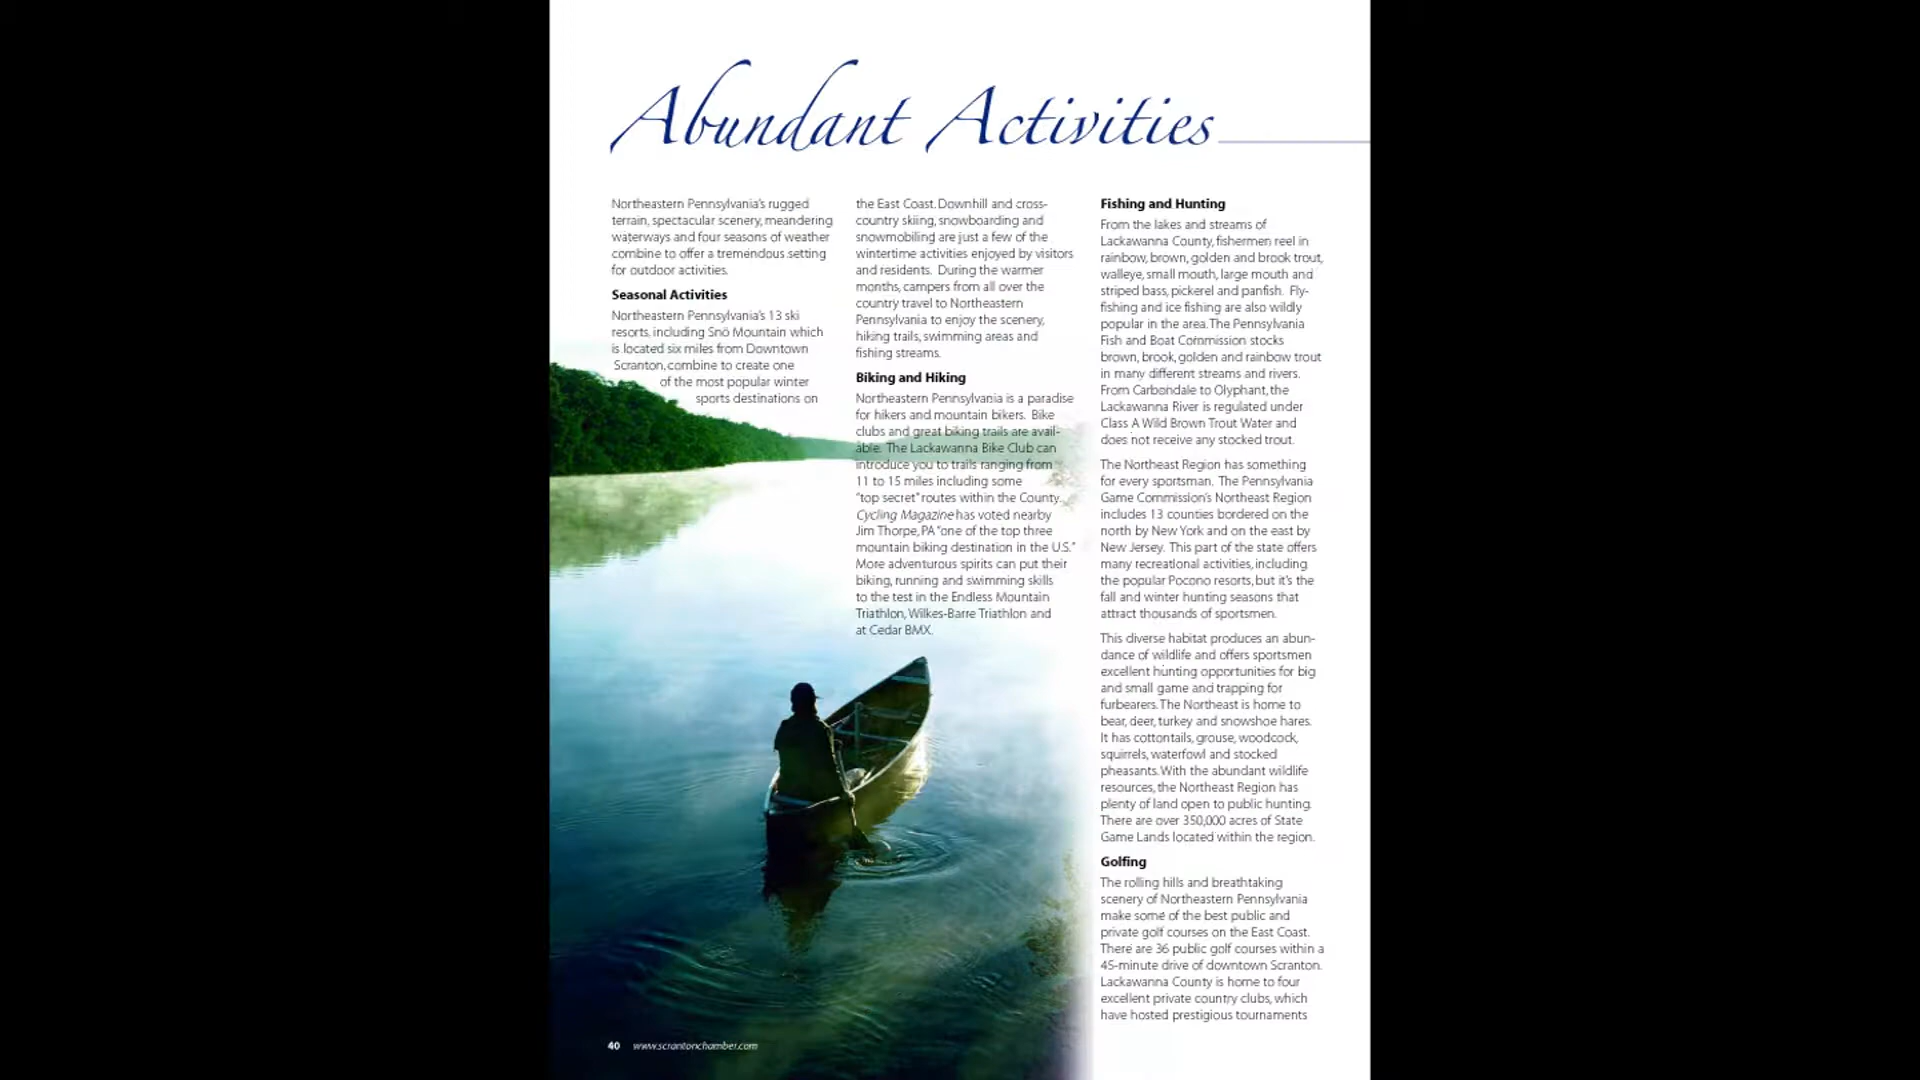 Abundant Activities
Northeastern Pennsylvania's rugged
terrain, spectacular scenery, meandering
waterways and four seasons of weather
combine to offer a tremendous setting
for outdoor activities.
Seasonal Activities
Northeastern Pennsylvania's 13 ski
resorts, including Snö Mountain which
is located six miles from Downtown
Scranton, combine to create one
of the most popular winter
sports destinations on
the East Coast. Downhill and cross-
country skiing, snowboarding and
snowmobiling are just a few of the
wintertime activities enjoyed by visitors
and residents. During the warmer
months, campers from all over the
country travel to Northeastern
Pennsylvania to enjoy the scenery,
hiking trails, swimming areas and
fishing streams.
Biking and Hiking
Northeastern Pennsylvania is a paradise
for hikers and mountain bikers. Bike
clubs and great biking trails are avail-
able. The Lackawanna Bike Club can
introduce you to trails ranging from
11 to 15 miles including some
"top secret" routes within the County.
Cycling Magazine has voted nearby
Jim Thorpe, PA "one of the top three
mountain biking destination in the U.S."
More adventurous spirits can put their
biking, running and swimming skills
to the test in the Endless Mountain
Triathlon, Wilkes-Barre Triathlon and
at Cedar BMX.
Fishing and Hunting
From the lakes and streams of
Lackawanna County, fishermen reel in
rainbow, brown, golden and brook trout,
walleye, small mouth, large mouth and
striped bass, pickerel and panfish. Fly-
fishing and ice fishing are also wildly
popular in the area. The Pennsylvania
Fish and Boat Commission stocks
brown, brook, golden and rainbow trout
in many different streams and rivers.
From Carbondale to Olyphant, the
Lackawanna River is regulated under
Class A Wild Brown Trout Water and
does not receive any stocked trout.
The Northeast Region has something
for every sportsman. The Pennsylvania
Game Commission's Northeast Region
includes 13 counties bordered on the
north by New York and on the east by
New Jersey. This part of the state offers
many recreational activities, including
the popular Pocono resorts, but it's the
fall and winter hunting seasons that
attract thousands of sportsmen.
This diverse habitat produces an abun-
dance of wildlife and offers sportsmen
excellent hunting opportunities for big
and small game and trapping for
furbearers. The Northeast is home to
bear, deer, turkey and snowshoe hares.
It has cottontails, grouse, woodcock,
squirrels, waterfowl and stocked
pheasants. With the abundant wildlife
resources, the Northeast Region has
plenty of land open to public hunting.
There are over 350,000 acres of State
Game Lands located within the region.
Golfing
The rolling hills and breathtaking
scenery of Northeastern Pennsylvania
make some of the best public and
private golf courses on the East Coast.
There are 36 public golf courses within a
45-minute drive of downtown Scranton.
Lackawanna County is home to four
excellent private country clubs, which
have hosted prestigious tournaments
40 www.scrantonchamber.com